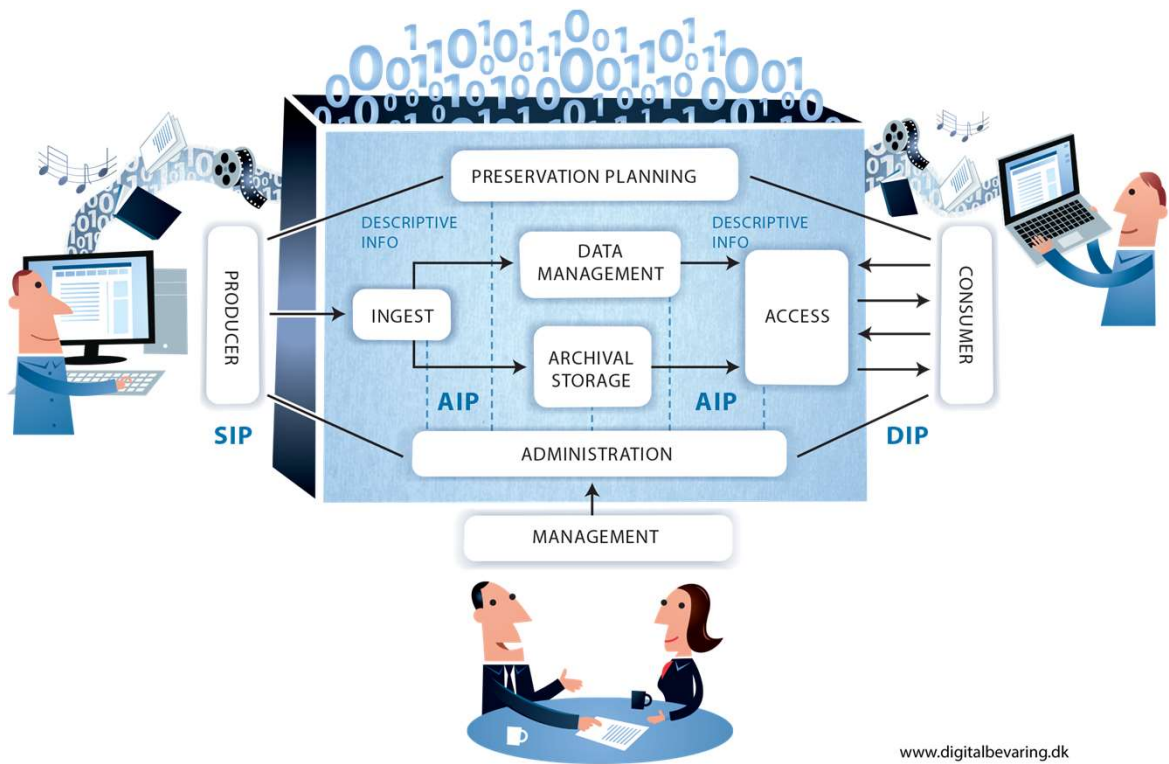 PRESERVATION PLANNING
DESCRIPTIVE
INFO
DESCRIPTIVE
INFO
DATA
MANAGEMENT
PRODUCER
INGEST
ACCESS
CONSUMER
ARCHIVAL
STORAGE
AIP
AIP
SIP
DIP
ADMINISTRATION
MANAGEMENT
www.digitalbevaring.dk